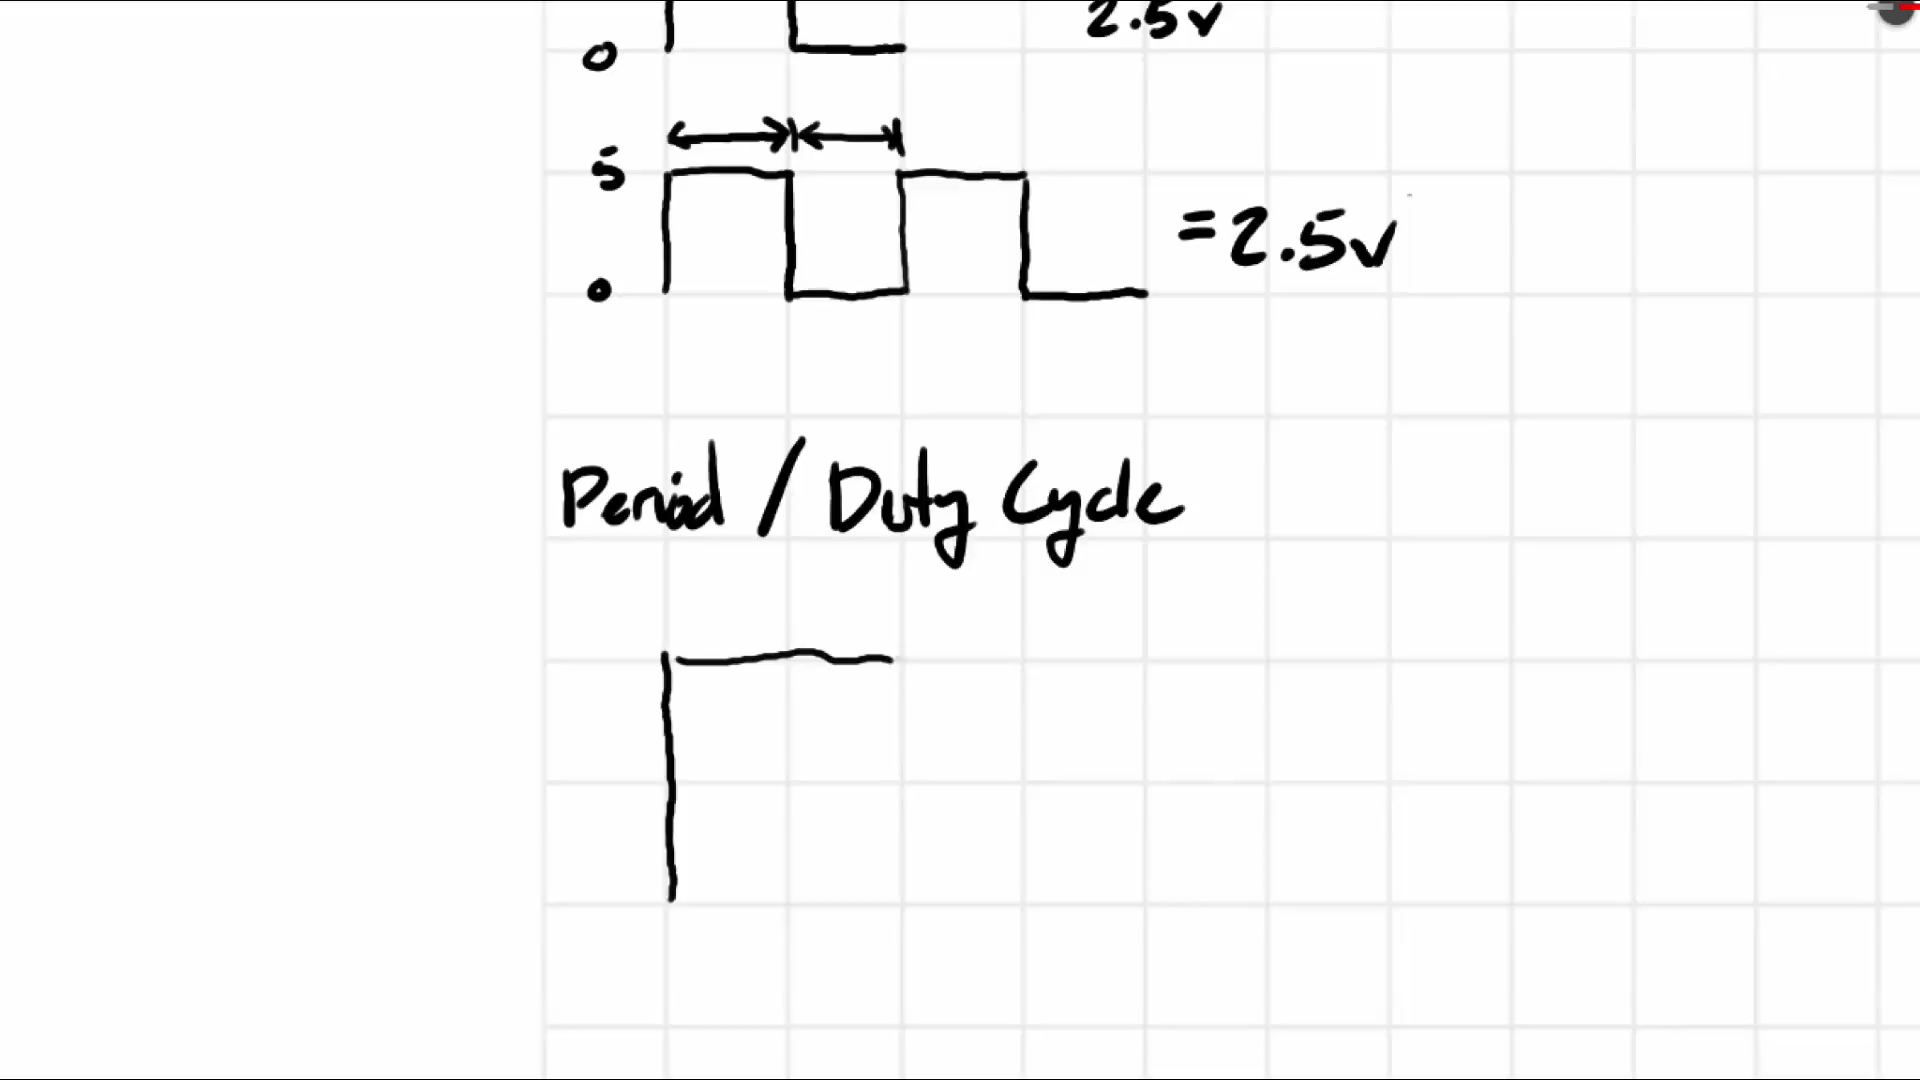 2.5v
0
5
= 2.5v
0
Period / Duty Cycle